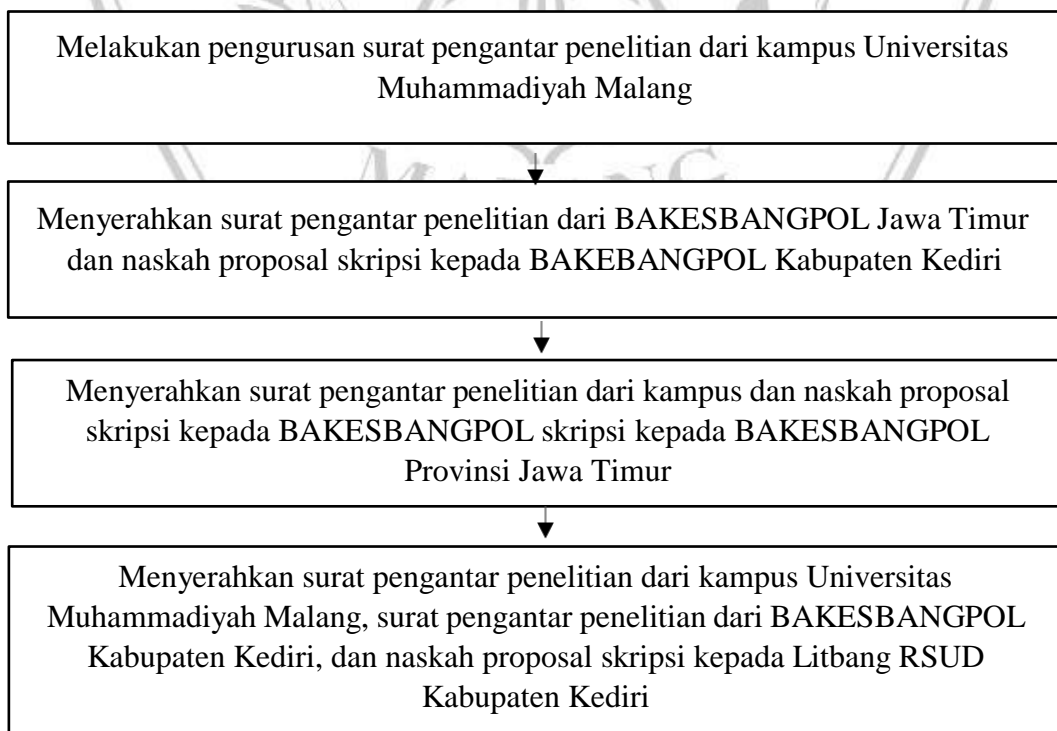 Melakukan pengurusan surat pengantar penelitian dari kampus Universitas
Muhammadiyah Malang
MALANG
Menyerahkan surat pengantar penelitian dari BAKESBANGPOL Jawa Timur
dan naskah proposal skripsi kepada BAKEBANGPOL Kabupaten Kediri
Menyerahkan surat pengantar penelitian dari kampus dan naskah proposal
skripsi kepada BAKESBANGPOL skripsi kepada BAKESBANGPOL
Provinsi Jawa Timur
Menyerahkan surat pengantar penelitian dari kampus Universitas
Muhammadiyah Malang, surat pengantar penelitian dari BAKESBANGPOL
Kabupaten Kediri, dan naskah proposal skripsi kepada Litbang RSUD
Kabupaten Kediri